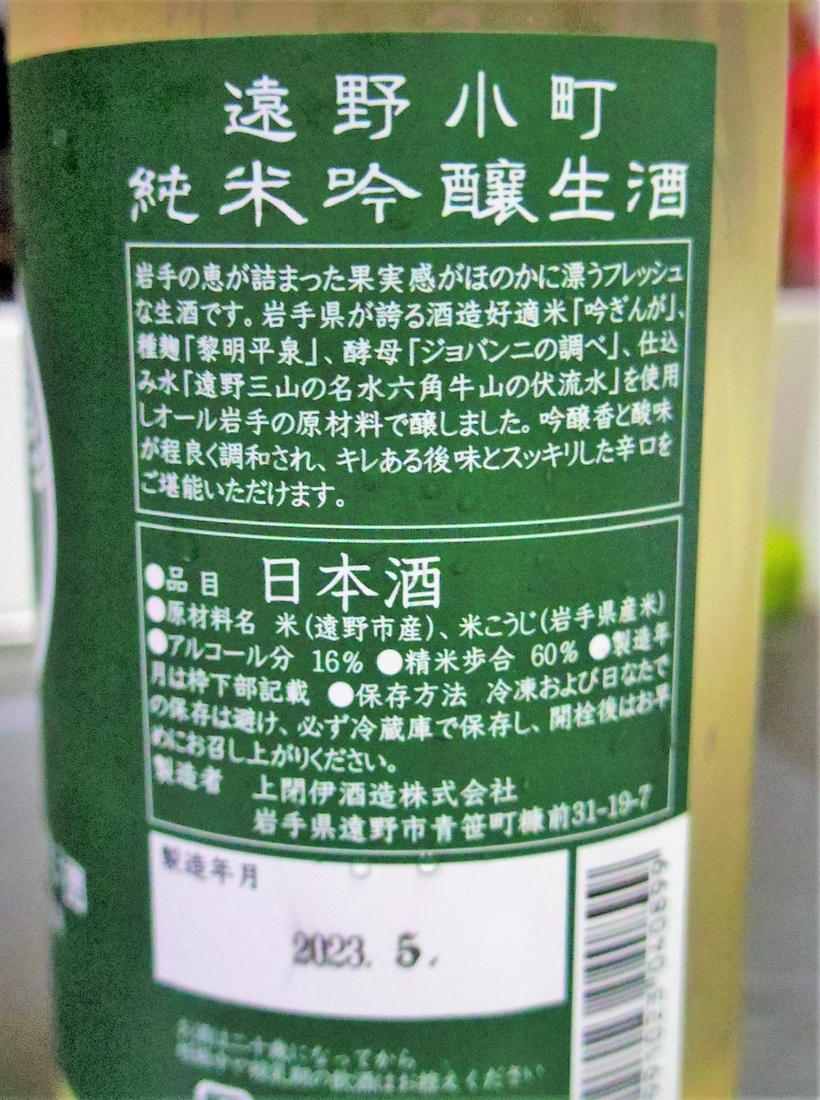 遠野小町
純米吟醸生酒
岩手の恵が詰まった果実感がほのかに漂うフレッシュ
な生酒です。岩手県が誇る酒造好適米「吟ぎんが」、
種麹「黎明平泉」、酵母「ジョバンニの調べ」、仕込
み水「遠野三山の名水六角牛山の伏流水」を使用
しオール岩手の原材料で醸しました。吟醸香と酸味
が程良く調和され、キレある後味とスッキリした辛口を
ご堪能いただけます。
●品目 日本酒
●原材料名 米(遠野市産)、米こうじ(岩手県産米)
●アルコール分 16% ●精米歩合 60% ●製造年
月は枠下部記載 ●保存方法 冷凍および日なたで
の保存は避け、必ず冷蔵庫で保存し、開栓後はお早
めにお召し上がりください。
製造者 上閉伊酒造株式会社
岩手県遠野市青笹町糠前31-19-7
製造年月
2023. 5.
お酒は二十歳になってから